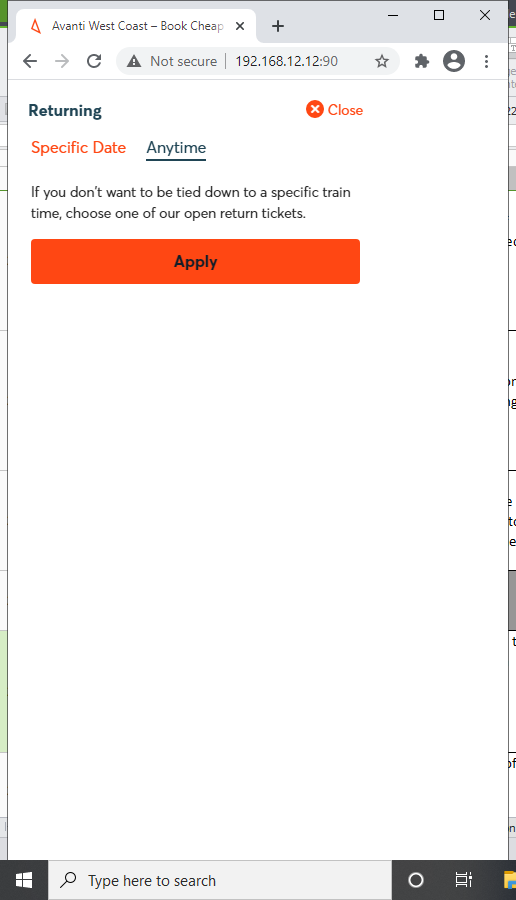 Avanti West Coast – Book Cheap
Not secure
192.168.12.12:90
Returning
Close
Specific Date
Anytime
If you don't want to be tied down to a specific train
time, choose one of our open return tickets.
Apply
Type here to search